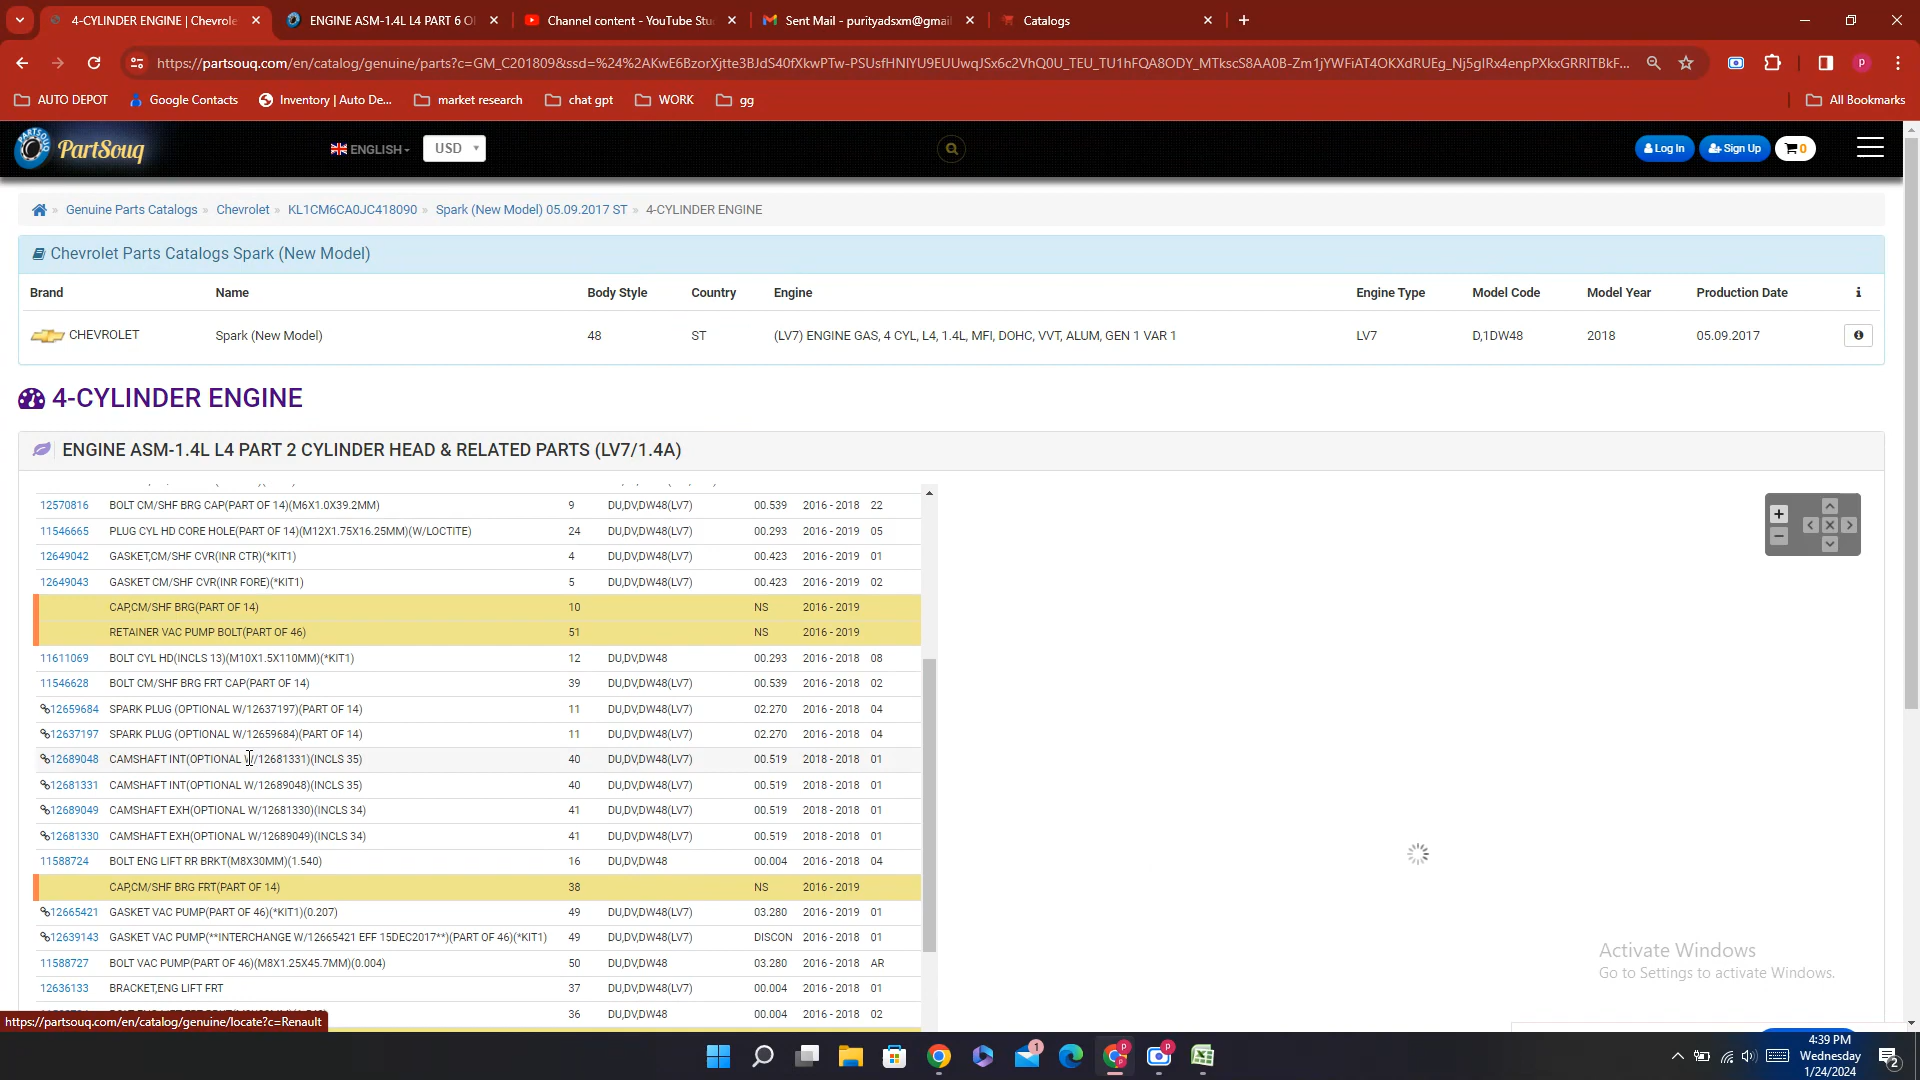 4-CYLINDER ENGINE | Chevrole
ENGINE ASM-1.4L L4 PART 6 O
Channel content - YouTube Stu
Sent Mail - purityadsxm@gmail
Catalogs
AUTO DEPOT
Google Contacts
Inventory | Auto De...
market research
chat gpt
WORK
gg
All Bookmarks
PartSouq
ENGLISH
USD
Log In
Sign Up
0
Genuine Parts Catalogs » Chevrolet » KL1CM6CA0JC418090 » Spark (New Model) 05.09.2017 ST » 4-CYLINDER ENGINE
Chevrolet Parts Catalogs Spark (New Model)
Brand Name Body Style Country Engine Engine Type Model Code Model Year Production Date
CHEVROLET Spark (New Model) 48 ST (LV7) ENGINE GAS, 4 CYL, L4, 1.4L, MFI, DOHC, VVT, ALUM, GEN 1 VAR 1 LV7 D,1DW48 2018 05.09.2017
4-CYLINDER ENGINE
ENGINE ASM-1.4L L4 PART 2 CYLINDER HEAD & RELATED PARTS (LV7/1.4A)
12570816 BOLT CM/SHF BRG CAP(PART OF 14)(M6X1.0X39.2MM) 9 DU,DV,DW48(LV7) 00.539 2016 - 2018 22
11546665 PLUG CYL HD CORE HOLE(PART OF 14)(M12X1.75X16.25MM)(W/LOCTITE) 24 DU,DV,DW48(LV7) 00.293 2016 - 2019 05
12649042 GASKET,CM/SHF CVR(INR CTR)(*KIT1) 4 DU,DV,DW48(LV7) 00.423 2016 - 2019 01
12649043 GASKET CM/SHF CVR(INR FORE)(*KIT1) 5 DU,DV,DW48(LV7) 00.423 2016 - 2019 02
CAP,CM/SHF BRG(PART OF 14) 10 NS 2016 - 2019
RETAINER VAC PUMP BOLT(PART OF 46) 51 NS 2016 - 2019
11611069 BOLT CYL HD(INCLS 13)(M10X1.5X110MM)(*KIT1) 12 DU,DV,DW48 00.293 2016 - 2018 08
11546628 BOLT CM/SHF BRG FRT CAP(PART OF 14) 39 DU,DV,DW48(LV7) 00.539 2016 - 2018 02
12659684 SPARK PLUG (OPTIONAL W/12637197)(PART OF 14) 11 DU,DV,DW48(LV7) 02.270 2016 - 2018 04
12637197 SPARK PLUG (OPTIONAL W/12659684)(PART OF 14) 11 DU,DV,DW48(LV7) 02.270 2016 - 2018 04
12689048 CAMSHAFT INT(OPTIONAL W/12681331)(INCLS 35) 40 DU,DV,DW48(LV7) 00.519 2018 - 2018 01
12681331 CAMSHAFT INT(OPTIONAL W/12689048)(INCLS 35) 40 DU,DV,DW48(LV7) 00.519 2018 - 2018 01
12689049 CAMSHAFT EXH(OPTIONAL W/12681330)(INCLS 34) 41 DU,DV,DW48(LV7) 00.519 2018 - 2018 01
12681330 CAMSHAFT EXH(OPTIONAL W/12689049)(INCLS 34) 41 DU,DV,DW48(LV7) 00.519 2018 - 2018 01
11588724 BOLT ENG LIFT RR BRKT(M8X30MM)(1.540) 16 DU,DV,DW48 00.004 2016 - 2018 04
CAP,CM/SHF BRG FRT(PART OF 14) 38 NS 2016 - 2019
12665421 GASKET VAC PUMP(PART OF 46)(*KIT1)(0.207) 49 DU,DV,DW48(LV7) 03.280 2016 - 2019 01
12639143 GASKET VAC PUMP(**INTERCHANGE W/12665421 EFF 15DEC2017**)(PART OF 46)(*KIT1) 49 DU,DV,DW48(LV7) DISCON 2016 - 2018 01
11588727 BOLT VAC PUMP(PART OF 46)(M8X1.25X45.7MM)(0.004) 50 DU,DV,DW48 03.280 2016 - 2018 AR
12636133 BRACKET,ENG LIFT FRT 37 DU,DV,DW48(LV7) 00.004 2016 - 2018 01
36 DU,DV,DW48 00.004 2016 - 2018 02
Activate Windows
Go to Settings to activate Windows.
https://partsouq.com/en/catalog/genuine/locate?c=Renault
1
4:39 PM
Wednesday
1/24/2024
2